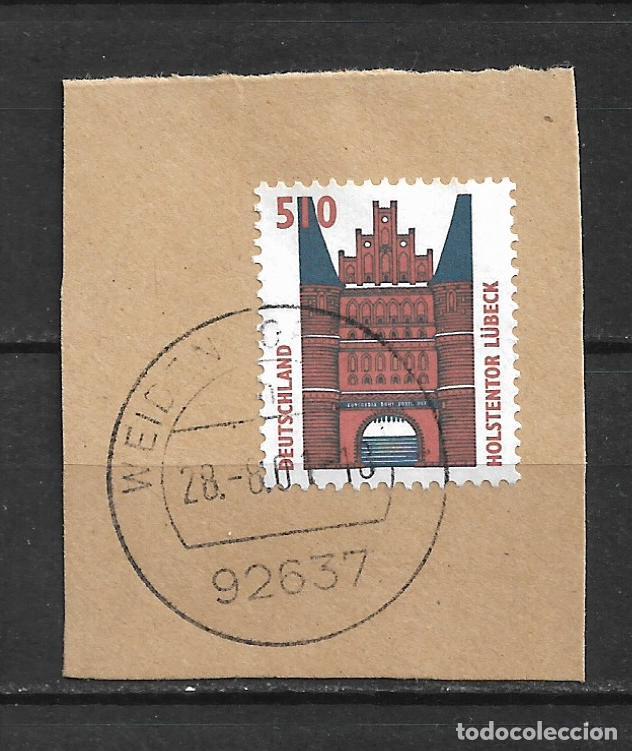 510
DEUTSCHLAND
HOLSTENTOR LÜBECK
WEIDEN
28.-8.0
92637
todocoleccion